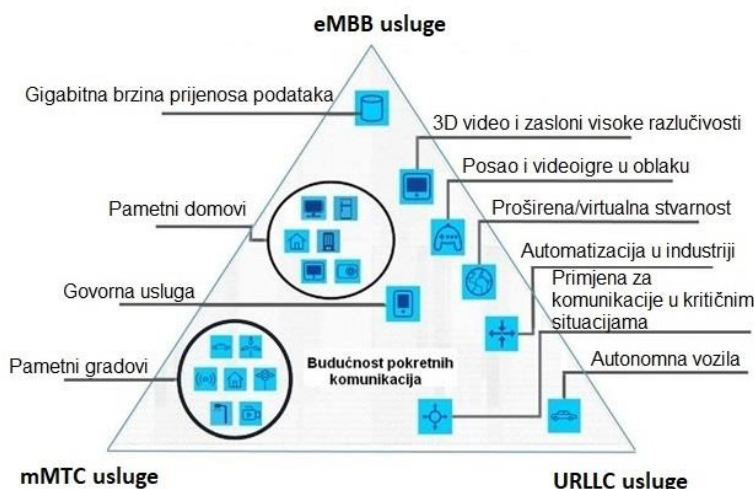 eMBB usluge
Gigabitna brzina prijenosa podataka
3D video i zasloni visoke razlučivosti
Posao i videoigre u oblaku
Pametni domovi
Proširena/virtualna stvarnost
Automatizacija u industriji
Govorna usluga
Primjena za
komunikacije u kritičnim
situacijama
Pametni gradovi
Budućnost pokretnih
komunikacija
Autonomna vozila
mMTC usluge
URLLC usluge